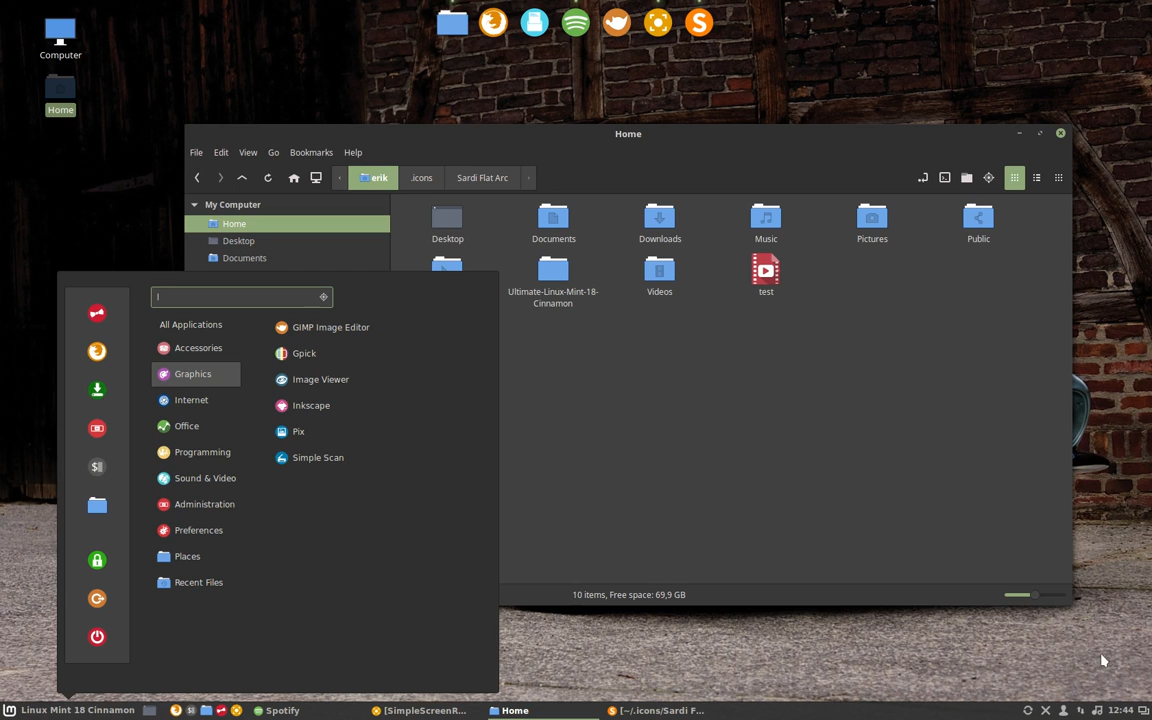 Computer
Home
Home
File Edit View Go Bookmarks Help
erik .icons Sardi Flat Arc
My Computer
Home
Desktop
Documents
Desktop Documents Downloads Music Pictures Public
Ultimate-Linux-Mint-18-
Cinnamon
Videos test
All Applications
Accessories
Graphics
Internet
Office
Programming
Sound & Video
Administration
Preferences
Places
Recent Files
GIMP Image Editor
Gpick
Image Viewer
Inkscape
Pix
Simple Scan
10 items, Free space: 69,9 GB
Linux Mint 18 Cinnamon Spotify [SimpleScreenR... Home [~/.icons/Sardi F... 12:44